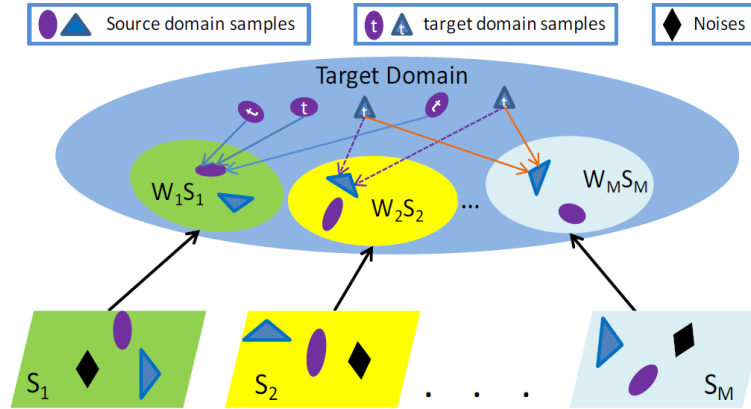 Source domain samples
t t target domain samples
Noises
Target Domain
t t t t t
W₁S₁
W₂S₂
...
WₘSₘ
S₁
S₂
. . .
Sₘ